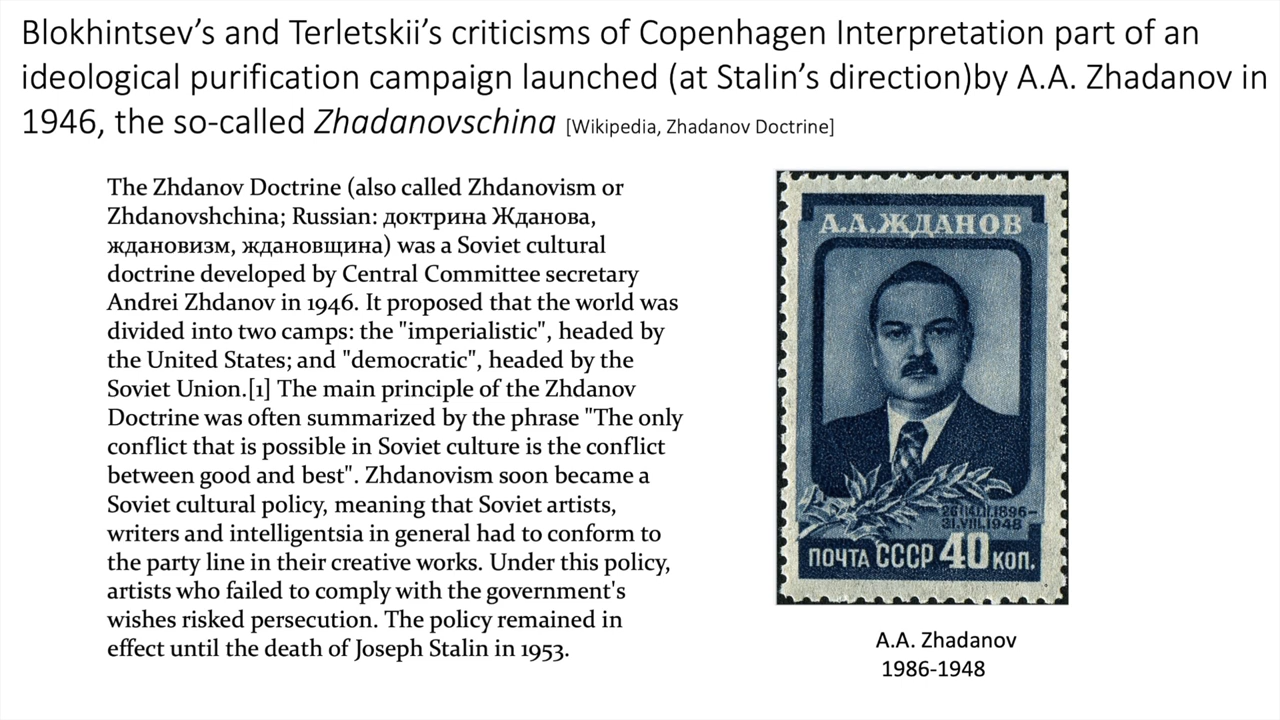 Blokhintsev’s and Terletskii’s criticisms of Copenhagen Interpretation part of an
ideological purification campaign launched (at Stalin’s direction)by A.A. Zhadanov in
1946, the so-called Zhadanovschina [Wikipedia, Zhadanov Doctrine]
The Zhdanov Doctrine (also called Zhdanovism or
Zhdanovshchina; Russian: доктрина Жданова,
ждановизм, ждановщина) was a Soviet cultural
doctrine developed by Central Committee secretary
Andrei Zhdanov in 1946. It proposed that the world was
divided into two camps: the "imperialistic", headed by
the United States; and "democratic", headed by the
Soviet Union.[1] The main principle of the Zhdanov
Doctrine was often summarized by the phrase "The only
conflict that is possible in Soviet culture is the conflict
between good and best". Zhdanovism soon became a
Soviet cultural policy, meaning that Soviet artists,
writers and intelligentsia in general had to conform to
the party line in their creative works. Under this policy,
artists who failed to comply with the government's
wishes risked persecution. The policy remained in
effect until the death of Joseph Stalin in 1953.
А.А.ЖДАНОВ
26(14).II.1896–
31.VIII.1948
ПОЧТА СССР 40 КОП.
A.A. Zhadanov
1986-1948